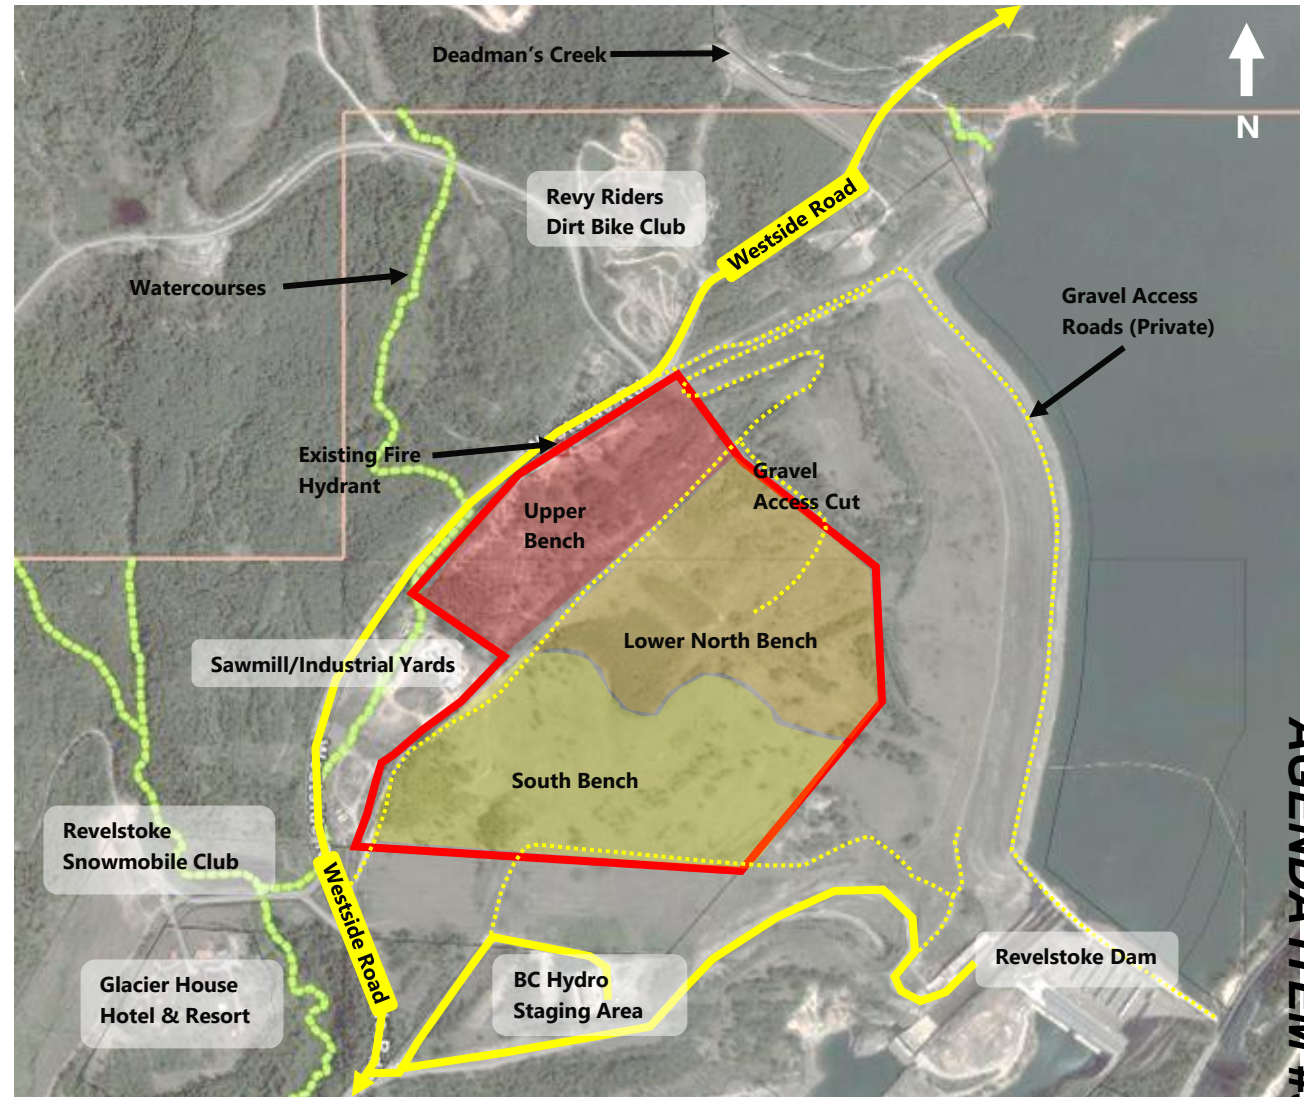 Deadman's Creek
N
Revy Riders
Dirt Bike Club
Westside Road
Watercourses
Gravel Access
Roads (Private)
Existing Fire
Hydrant
Gravel
Access Cut
Upper
Bench
Lower North Bench
Sawmill/Industrial Yards
South Bench
Revelstoke
Snowmobile Club
Westside Road
Glacier House
Hotel & Resort
BC Hydro
Staging Area
Revelstoke Dam
AGENDA ITEM #